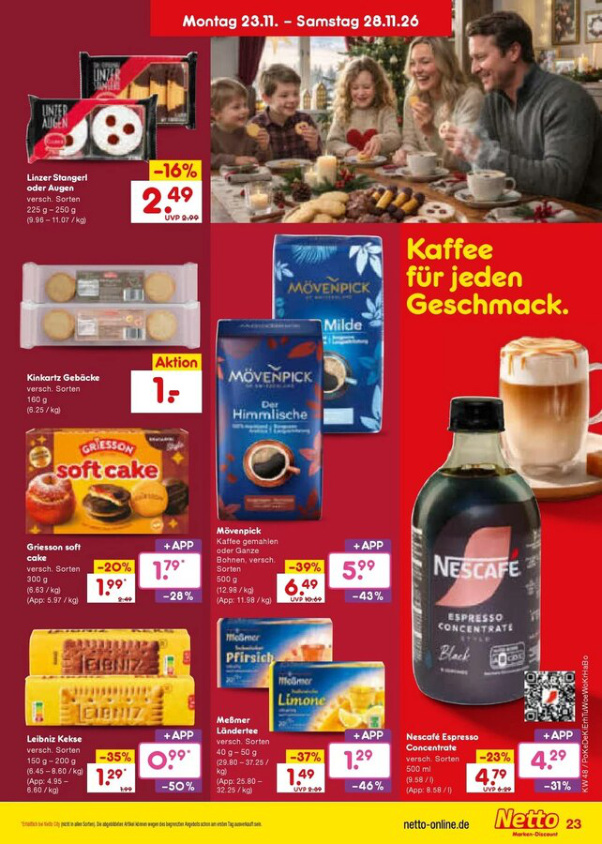 Montag 23.11. – Samstag 28.11.26
LINZER STANGERL
LINZER AUGEN
Linzer Stangerl
oder Augen
versch. Sorten
225 g – 250 g
(9.96 – 11.07 / kg)
-16%
2.49
UVP 2.99
Kinkartz Gebäcke
versch. Sorten
160 g
(6.25 / kg)
Aktion
1.-
GRIESSON
soft cake
Griesson soft
cake
versch. Sorten
300 g
(6.63 / kg)
(App: 5.97 / kg)
-20%
1.99*
2.49
+APP
1.79*
-28%
LEIBNIZ
LEIBNIZ
Leibniz Kekse
versch. Sorten
150 g – 200 g
(6.45 – 8.60 / kg)
(App: 4.95 –
6.60 / kg)
-35%
1.29*
1.99
+APP
0.99*
-50%
MÖVENPICK
OF SWITZERLAND
Milde
MÖVENPICK
OF SWITZERLAND
Der
Himmlische
Mövenpick
Kaffee gemahlen
oder Ganze
Bohnen, versch.
Sorten
500 g
(12.98 / kg)
(App: 11.98 / kg)
-39%
6.49
UVP 10.69
+APP
5.99
-43%
Meßmer
Pfirsich
Meßmer
Limone
Meßmer
Ländertee
versch. Sorten
40 g – 50 g
(29.80 – 37.25 /
kg)
(App: 25.80 –
32.25 / kg)
-37%
1.49
+APP
1.29
-46%
Kaffee
für jeden
Geschmack.
NESCAFÉ
ESPRESSO
CONCENTRATE
STYLE
Black
Nescafé Espresso
Concentrate
versch. Sorten
500 ml
(9.58 / l)
(App: 8.58 / l)
-23%
4.79
UVP 6.29
+APP
4.29
-31%
netto-online.de
Netto
Marken-Discount
23